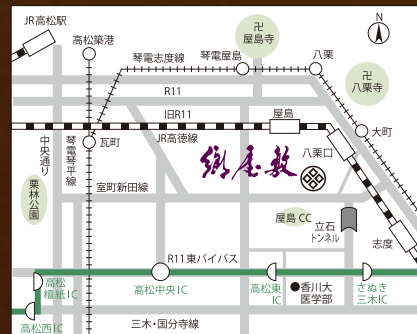 JR高松駅
高松築港
琴電志度線
琴電屋島
卍
屋島寺
八栗
卍
八栗寺
N
R11
旧R11
屋島
大町
JR高徳線
瓦町
中央通り
琴電琴平線
八栗口
郷屋敷
栗林公園
室町新田線
屋島CC
立石
トンネル
志度
R11東バイパス
高松
檀紙IC
高松中央IC
高松東
IC
香川大
医学部
さぬき
三木IC
高松西IC
三木・国分寺線